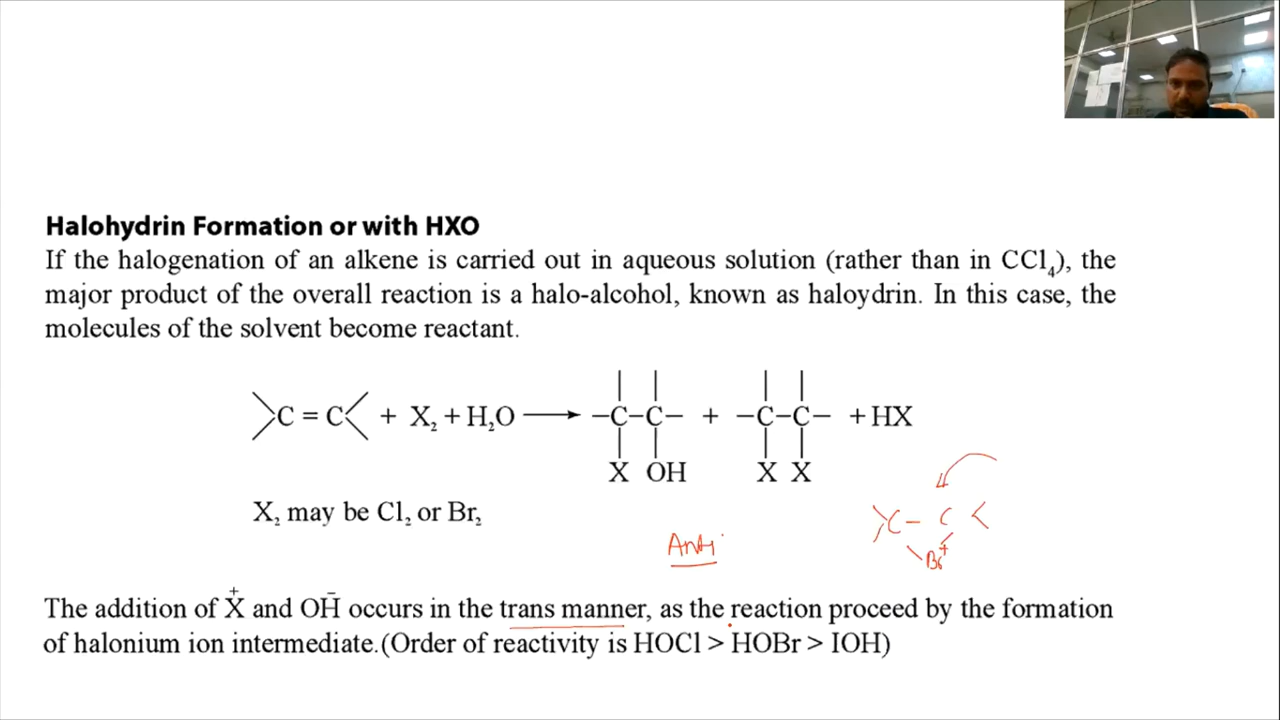 Halohydrin Formation or with HXO
If the halogenation of an alkene is carried out in aqueous solution (rather than in CCl₄), the
major product of the overall reaction is a halo-alcohol, known as haloydrin. In this case, the
molecules of the solvent become reactant.
>C = C< + X₂ + H₂O ⟶ –C–C– + –C–C– + HX
X OH X X
X₂ may be Cl₂ or Br₂
C – C <
Br⁺
Anti
The addition of X⁺ and OH⁻ occurs in the trans manner, as the reaction proceed by the formation
of halonium ion intermediate.(Order of reactivity is HOCl > HOBr > IOH)